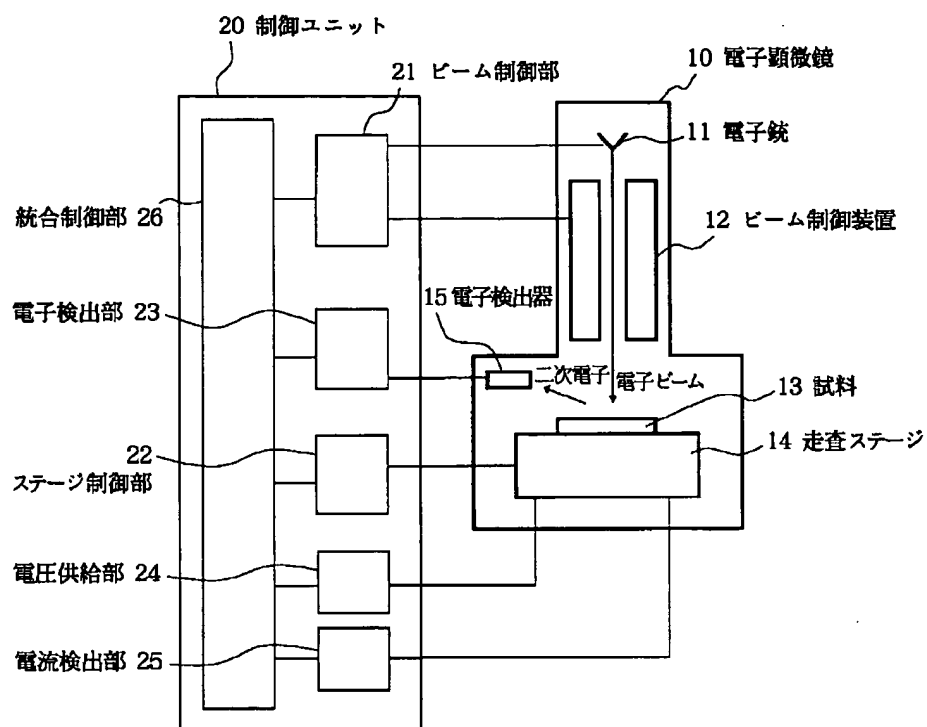 20 制御ユニット
21 ビーム制御部
10 電子顕微鏡
11 電子銃
統合制御部 26
12 ビーム制御装置
電子検出部 23
15 電子検出器
二次電子
電子ビーム
13 試料
22
ステージ制御部
14 走査ステージ
電圧供給部 24
電流検出部 25